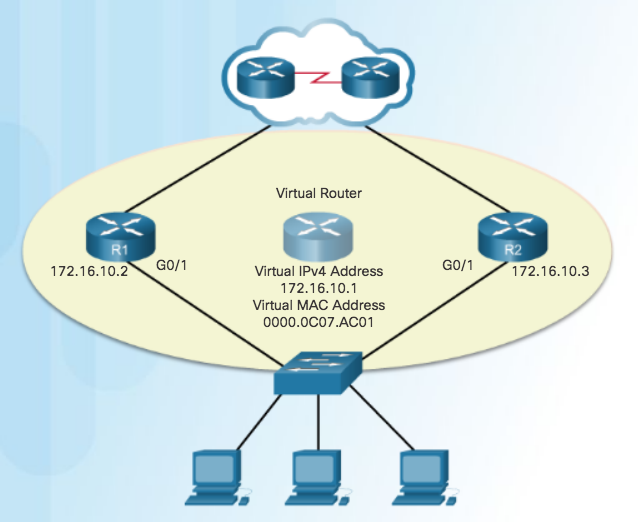 Virtual Router
R1
R2
172.16.10.2
G0/1
Virtual IPv4 Address
172.16.10.1
Virtual MAC Address
0000.0C07.AC01
G0/1
172.16.10.3